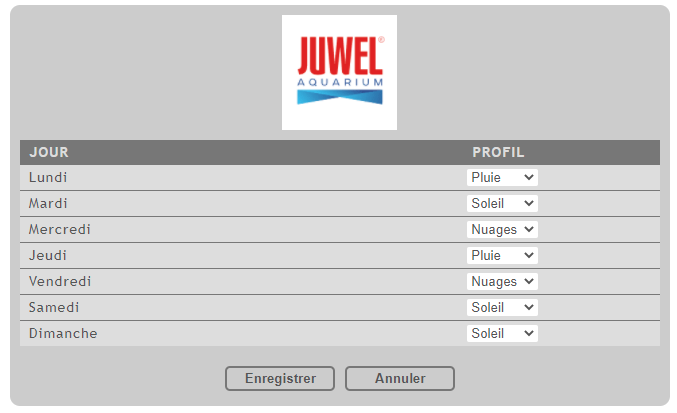 JUWEL®
AQUARIUM
JOUR PROFIL
Lundi Pluie
Mardi Soleil
Mercredi Nuages
Jeudi Pluie
Vendredi Nuages
Samedi Soleil
Dimanche Soleil
Enregistrer Annuler